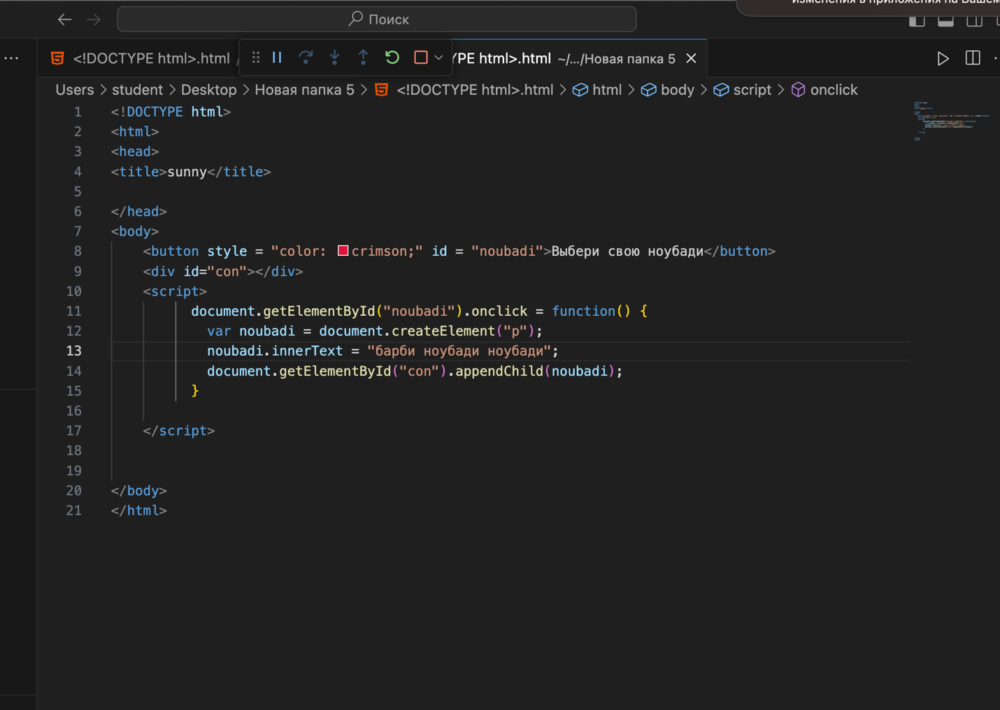 изменения в приложения на Вашем
Поиск
<!DOCTYPE html>.html
YPE html>.html ~/.../Новая папка 5
Users > student > Desktop > Новая папка 5 > <!DOCTYPE html>.html > html > body > script > onclick
1 <!DOCTYPE html>
2 <html>
3 <head>
4 <title>sunny</title>
5
6 </head>
7 <body>
8 <button style = "color: crimson;" id = "noubadi">Выбери свою ноубади</button>
9 <div id="con"></div>
10 <script>
11 document.getElementById("noubadi").onclick = function() {
12 var noubadi = document.createElement("p");
13 noubadi.innerText = "барби ноубади ноубади";
14 document.getElementById("con").appendChild(noubadi);
15 }
16
17 </script>
18
19
20 </body>
21 </html>